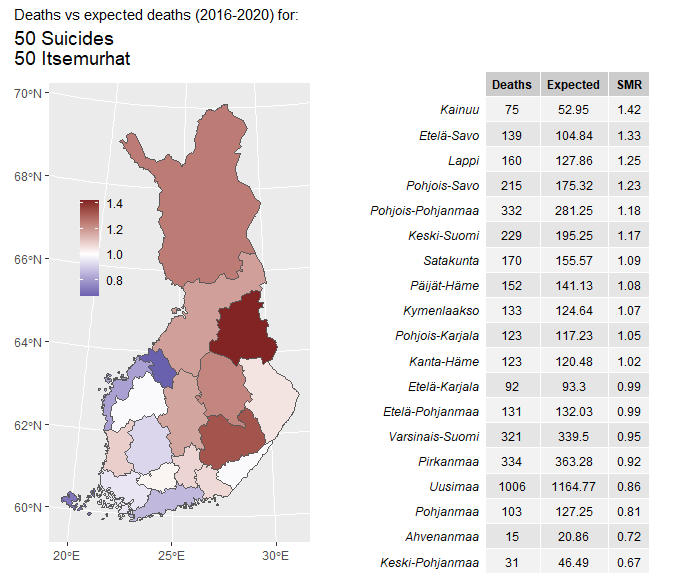 Deaths vs expected deaths (2016-2020) for:
50 Suicides
50 Itsemurhat
70°N
68°N
66°N
64°N
62°N
60°N
20°E 25°E 30°E
1.4
1.2
1.0
0.8
Deaths Expected SMR
Kainuu 75 52.95 1.42
Etelä-Savo 139 104.84 1.33
Lappi 160 127.86 1.25
Pohjois-Savo 215 175.32 1.23
Pohjois-Pohjanmaa 332 281.25 1.18
Keski-Suomi 229 195.25 1.17
Satakunta 170 155.57 1.09
Päijät-Häme 152 141.13 1.08
Kymenlaakso 133 124.64 1.07
Pohjois-Karjala 123 117.23 1.05
Kanta-Häme 123 120.48 1.02
Etelä-Karjala 92 93.3 0.99
Etelä-Pohjanmaa 131 132.03 0.99
Varsinais-Suomi 321 339.5 0.95
Pirkanmaa 334 363.28 0.92
Uusimaa 1006 1164.77 0.86
Pohjanmaa 103 127.25 0.81
Ahvenanmaa 15 20.86 0.72
Keski-Pohjanmaa 31 46.49 0.67